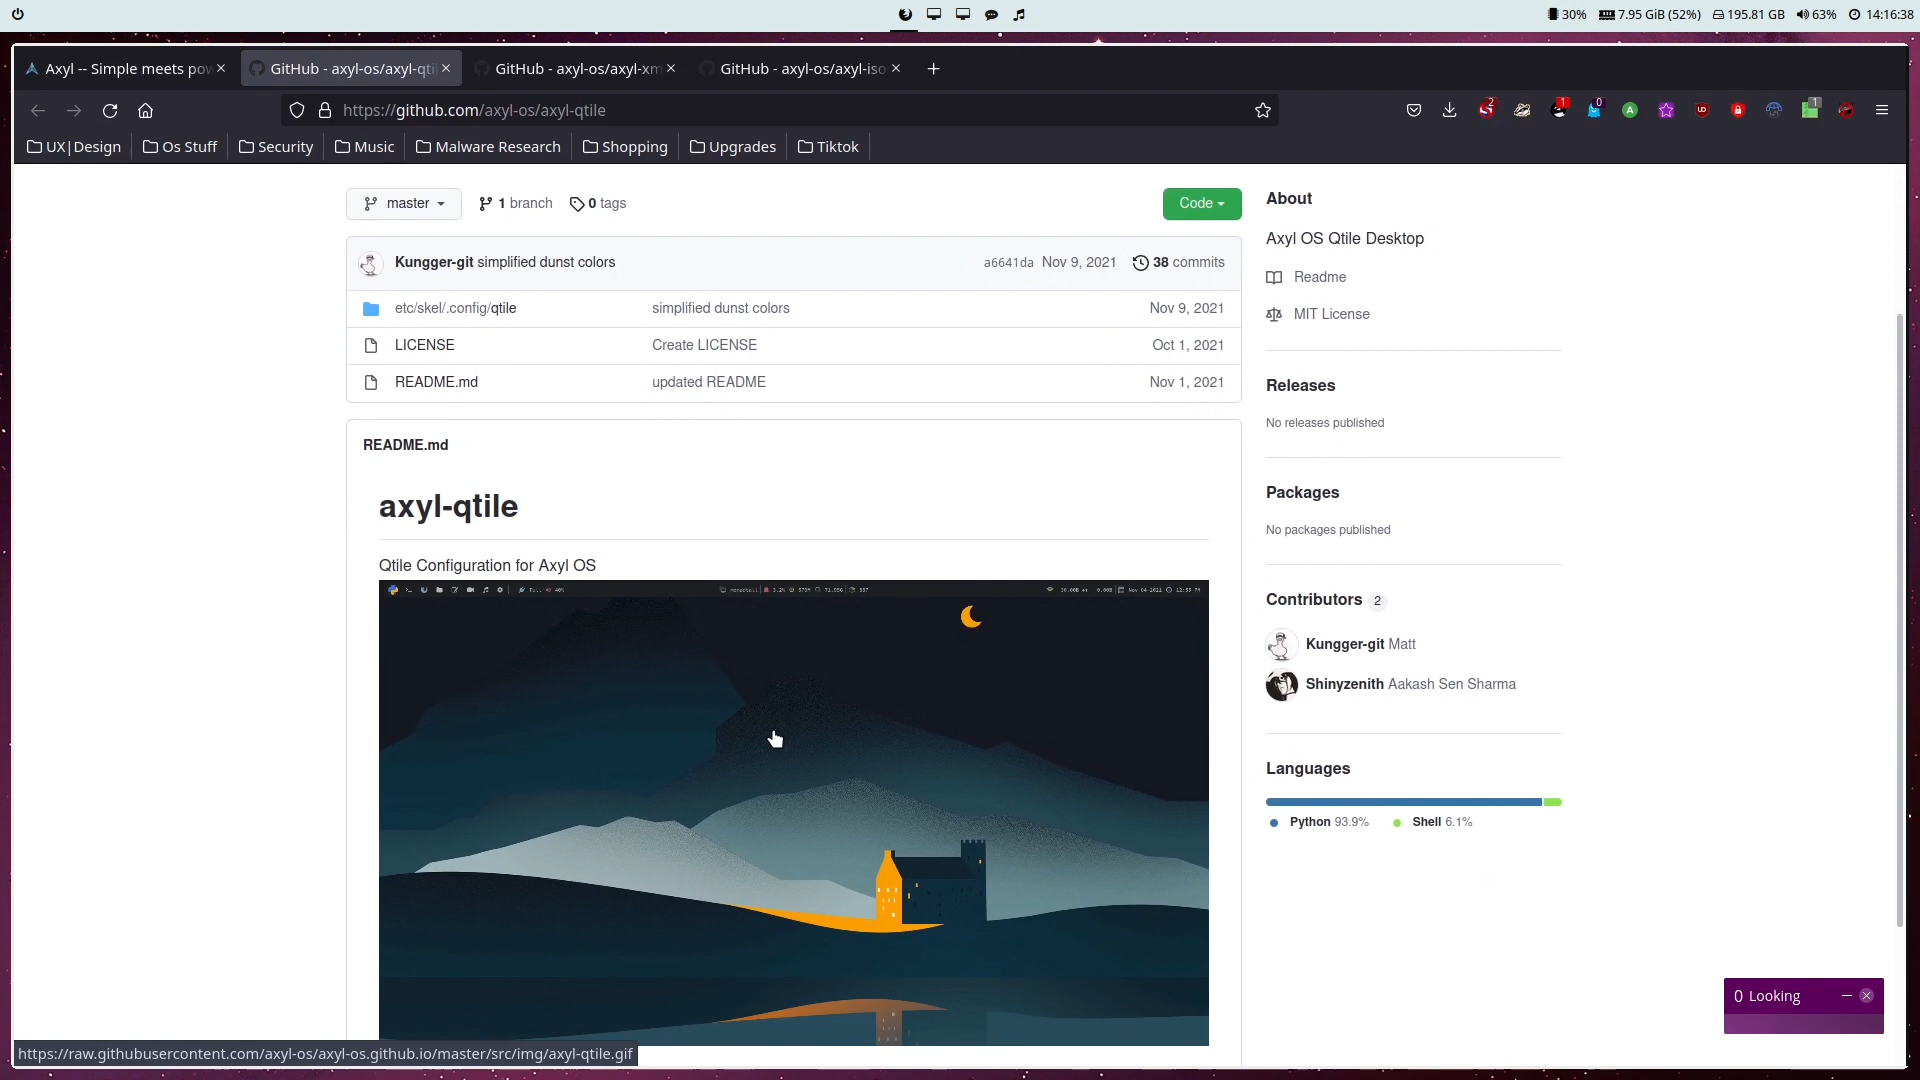 30% 7.95 GiB (52%) 195.81 GB 63% 14:16:38
Axyl -- Simple meets pow GitHub - axyl-os/axyl-qti GitHub - axyl-os/axyl-xm GitHub - axyl-os/axyl-iso
https://github.com/axyl-os/axyl-qtile
2 1 0 A UD 1
UX|Design Os Stuff Security Music Malware Research Shopping Upgrades Tiktok
master 1 branch 0 tags Code
Kungger-git simplified dunst colors a6641da Nov 9, 2021 38 commits
etc/skel/.config/qtile simplified dunst colors Nov 9, 2021
LICENSE Create LICENSE Oct 1, 2021
README.md updated README Nov 1, 2021
README.md
axyl-qtile
Qtile Configuration for Axyl OS
About
Axyl OS Qtile Desktop
Readme
MIT License
Releases
No releases published
Packages
No packages published
Contributors 2
Kungger-git Matt
Shinyzenith Aakash Sen Sharma
Languages
Python 93.9% Shell 6.1%
0 Looking
https://raw.githubusercontent.com/axyl-os/axyl-os.github.io/master/src/img/axyl-qtile.gif